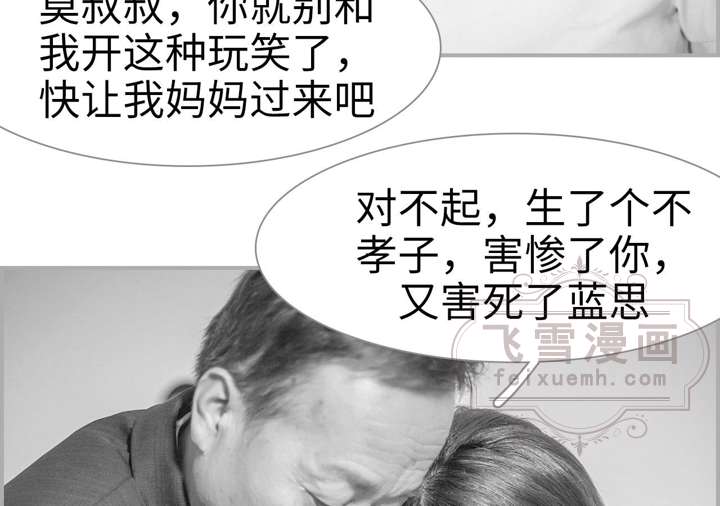 莫叔叔，你就别和
我开这种玩笑了，
快让我妈妈过来吧
对不起，生了个不
孝子，害惨了你，
又害死了蓝思
飞雪漫画
feixuemh.com